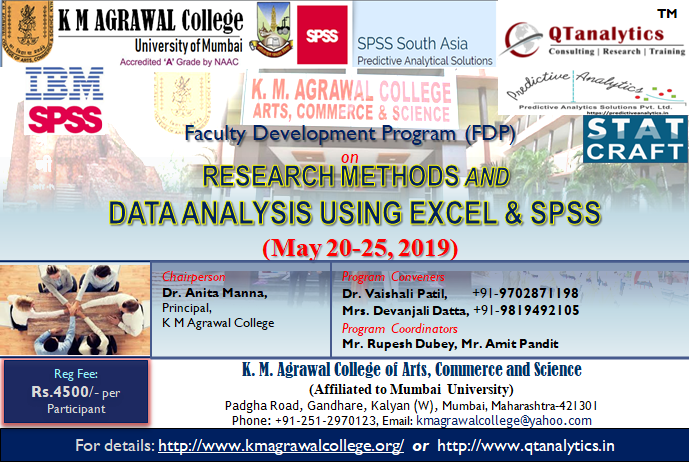 K M AGRAWAL College
University of Mumbai
Accredited 'A' Grade by NAAC
SPSS
SPSS South Asia
Predictive Analytical Solutions
TM
QTanalytics
Consulting | Research | Training
IBM
SPSS
K. M. AGRAWAL COLLEGE
ARTS, COMMERCE & SCIENCE
Predictive Analytics
Predictive Analytics Solutions Pvt. Ltd.
https://predictiveanalytics.in
STAT
CRAFT
Faculty Development Program (FDP)
on
RESEARCH METHODS AND
DATA ANALYSIS USING EXCEL & SPSS
(May 20-25, 2019)
Chairperson
Dr. Anita Manna,
Principal,
K M Agrawal College
Program Conveners
Dr. Vaishali Patil, +91-9702871198
Mrs. Devanjali Datta, +91-9819492105
Program Coordinators
Mr. Rupesh Dubey, Mr. Amit Pandit
Reg Fee:
Rs.4500/- per
Participant
K. M. Agrawal College of Arts, Commerce and Science
(Affiliated to Mumbai University)
Padgha Road, Gandhare, Kalyan (W), Mumbai, Maharashtra-421301
Phone: +91-251-2970123, Email: kmagrawalcollege@yahoo.com
For details: http://www.kmagrawalcollege.org/ or http://www.qtanalytics.in